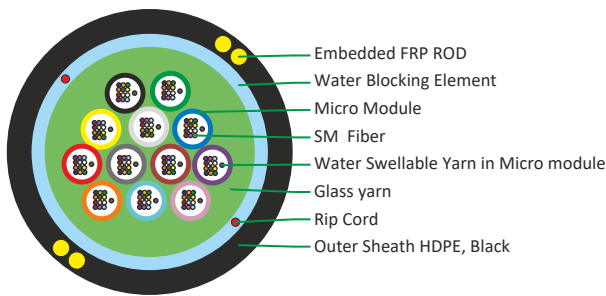 Embedded FRP ROD
Water Blocking Element
Micro Module
SM Fiber
Water Swellable Yarn in Micro module
Glass yarn
Rip Cord
Outer Sheath HDPE, Black